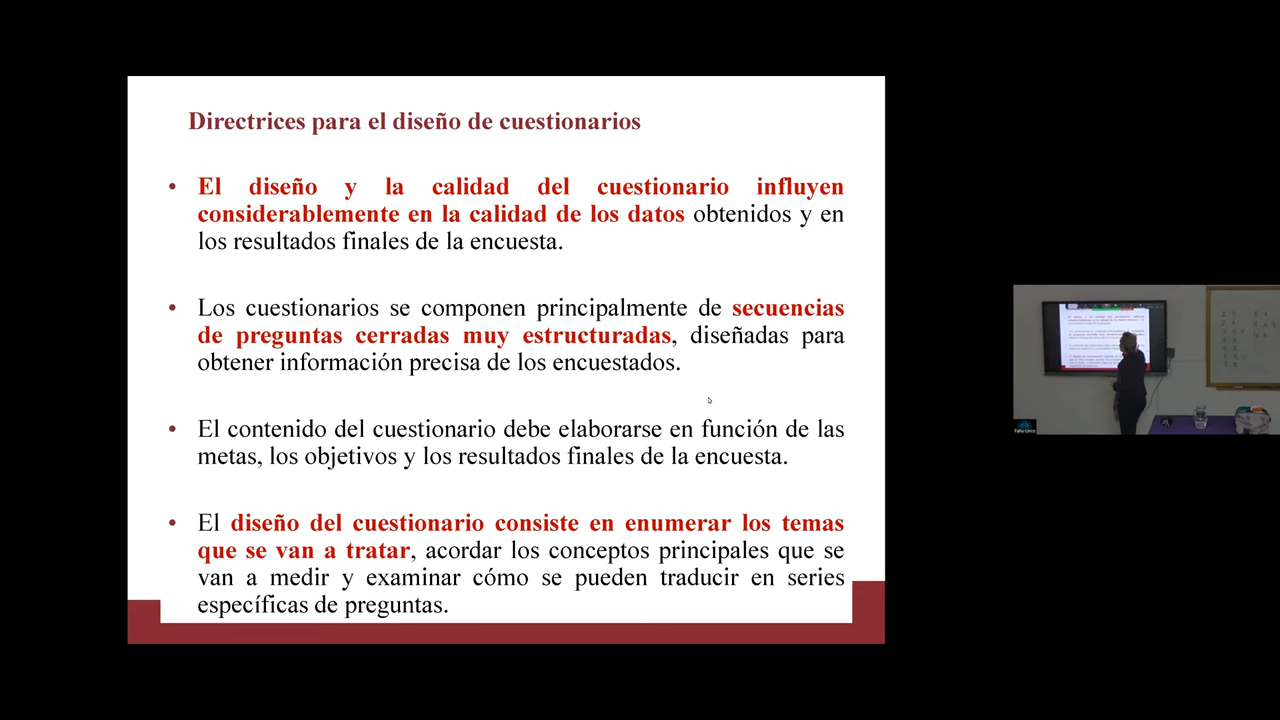 Directrices para el diseño de cuestionarios
• El diseño y la calidad del cuestionario influyen
considerablemente en la calidad de los datos obtenidos y en
los resultados finales de la encuesta.
• Los cuestionarios se componen principalmente de secuencias
de preguntas cerradas muy estructuradas, diseñadas para
obtener información precisa de los encuestados.
• El contenido del cuestionario debe elaborarse en función de las
metas, los objetivos y los resultados finales de la encuesta.
• El diseño del cuestionario consiste en enumerar los temas
que se van a tratar, acordar los conceptos principales que se
van a medir y examinar cómo se pueden traducir en series
específicas de preguntas.